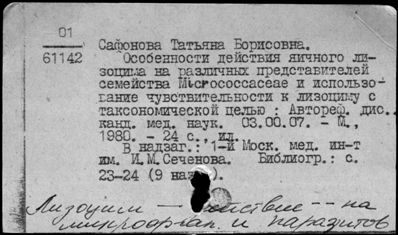 01
61142
Сафонова Татьяна Борисовна.
Особенности действия яичного ли-
зоцима на различных представителей
семейства Micrococcaceae и использо-
вание чувствительности к лизоциму с
таксономической целью : Автореф. дис..
канд. мед. наук. 03.00.07. - М.,
1980. - 24 с., ил.
В надзаг.: 1-й Моск. мед. ин-т
им. И.М.Сеченова. Библиогр.: с.
23-24 (9 наз
Лизоцим — действие -- на
микроорган. и паразитов